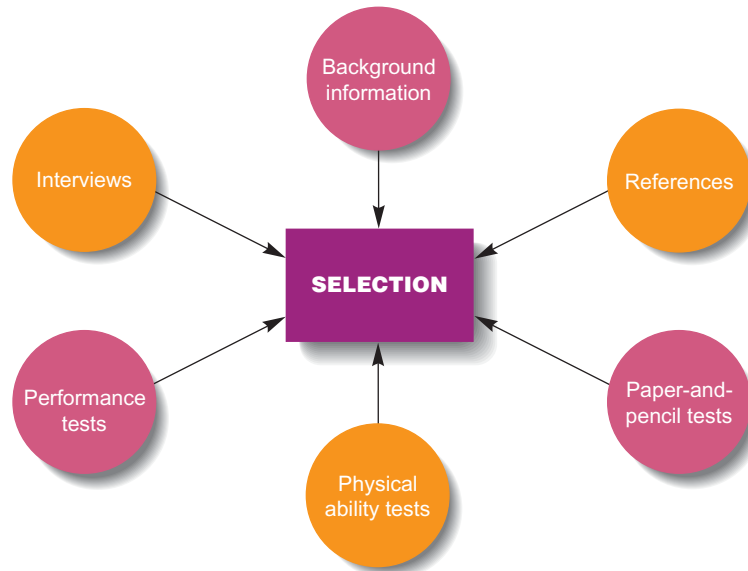 Background
information
Interviews
References
SELECTION
Performance
tests
Paper-and-
pencil tests
Physical
ability tests